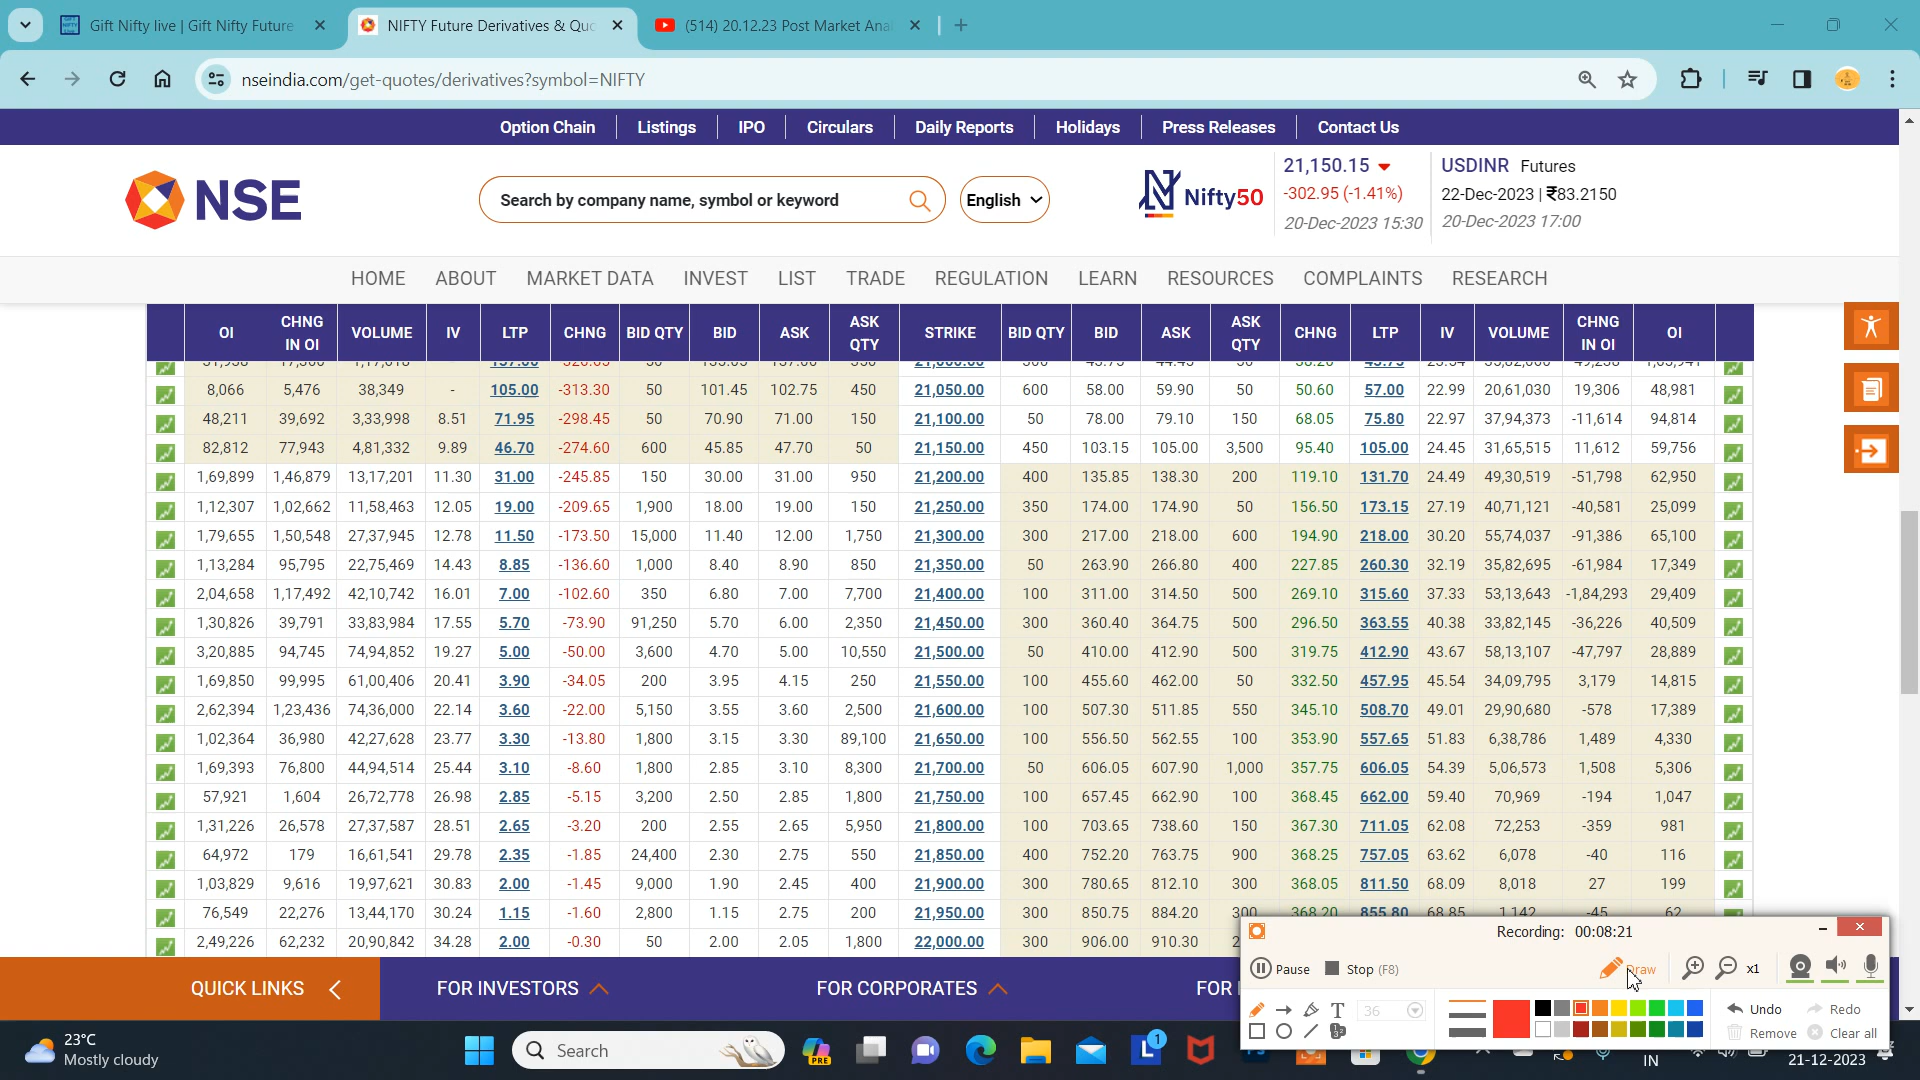 Gift Nifty live | Gift Nifty Future
NIFTY Future Derivatives & Quo
(514) 20.12.23 Post Market Ana
nseindia.com/get-quotes/derivatives?symbol=NIFTY
Option Chain Listings IPO Circulars Daily Reports Holidays Press Releases Contact Us
NSE
Search by company name, symbol or keyword
English
Nifty50
21,150.15
-302.95 (-1.41%)
20-Dec-2023 15:30
USDINR Futures
22-Dec-2023 | ₹83.2150
20-Dec-2023 17:00
HOME ABOUT MARKET DATA INVEST LIST TRADE REGULATION LEARN RESOURCES COMPLAINTS RESEARCH
OI CHNG IN OI VOLUME IV LTP CHNG BID QTY BID ASK ASK QTY STRIKE BID QTY BID ASK ASK QTY CHNG LTP IV VOLUME CHNG IN OI OI
8,066 5,476 38,349 - 105.00 -313.30 50 101.45 102.75 450 21,050.00 600 58.00 59.90 50 50.60 57.00 22.99 20,61,030 19,306 48,981
48,211 39,692 3,33,998 8.51 71.95 -298.45 50 70.90 71.00 150 21,100.00 50 78.00 79.10 150 68.05 75.80 22.97 37,94,373 -11,614 94,814
82,812 77,943 4,81,332 9.89 46.70 -274.60 600 45.85 47.70 50 21,150.00 450 103.15 105.00 3,500 95.40 105.00 24.45 31,65,515 11,612 59,756
1,69,899 1,46,879 13,17,201 11.30 31.00 -245.85 150 30.00 31.00 950 21,200.00 400 135.85 138.30 200 119.10 131.70 24.49 49,30,519 -51,798 62,950
1,12,307 1,02,662 11,58,463 12.05 19.00 -209.65 1,900 18.00 19.00 150 21,250.00 350 174.00 174.90 50 156.50 173.15 27.19 40,71,121 -40,581 25,099
1,79,655 1,50,548 27,37,945 12.78 11.50 -173.50 15,000 11.40 12.00 1,750 21,300.00 300 217.00 218.00 600 194.90 218.00 30.20 55,74,037 -91,386 65,100
1,13,284 95,795 22,75,469 14.43 8.85 -136.60 1,000 8.40 8.90 850 21,350.00 50 263.90 266.80 400 227.85 260.30 32.19 35,82,695 -61,984 17,349
2,04,658 1,17,492 42,10,742 16.01 7.00 -102.60 350 6.80 7.00 7,700 21,400.00 100 311.00 314.50 500 269.10 315.60 37.33 53,13,643 -1,84,293 29,409
1,30,826 39,791 33,83,984 17.55 5.70 -73.90 91,250 5.70 6.00 2,350 21,450.00 300 360.40 364.75 500 296.50 363.55 40.38 33,82,145 -36,226 40,509
3,20,885 94,745 74,94,852 19.27 5.00 -50.00 3,600 4.70 5.00 10,550 21,500.00 50 410.00 412.90 500 319.75 412.90 43.67 58,13,107 -47,797 28,889
1,69,850 99,995 61,00,406 20.41 3.90 -34.05 200 3.95 4.15 250 21,550.00 100 455.60 462.00 50 332.50 457.95 45.54 34,09,795 3,179 14,815
2,62,394 1,23,436 74,36,000 22.14 3.60 -22.00 5,150 3.55 3.60 2,500 21,600.00 100 507.30 511.85 550 345.10 508.70 49.01 29,90,680 -578 17,389
1,02,364 36,980 42,27,628 23.77 3.30 -13.80 1,800 3.15 3.30 89,100 21,650.00 100 556.50 562.55 100 353.90 557.65 51.83 6,38,786 1,489 4,330
1,69,393 76,800 44,94,514 25.44 3.10 -8.60 1,800 2.85 3.10 8,300 21,700.00 50 606.05 607.90 1,000 357.75 606.05 54.39 5,06,573 1,508 5,306
57,921 1,604 26,72,778 26.98 2.85 -5.15 3,200 2.50 2.85 1,800 21,750.00 100 657.45 662.90 100 368.45 662.00 59.40 70,969 -194 1,047
1,31,226 26,578 27,37,587 28.51 2.65 -3.20 200 2.55 2.65 5,950 21,800.00 100 703.65 738.60 150 367.30 711.05 62.08 72,253 -359 981
64,972 179 16,61,541 29.78 2.35 -1.85 24,400 2.30 2.75 550 21,850.00 400 752.20 763.75 900 368.25 757.05 63.62 6,078 -40 116
1,03,829 9,616 19,97,621 30.83 2.00 -1.45 9,000 1.90 2.45 400 21,900.00 300 780.65 812.10 300 368.05 811.50 68.09 8,018 27 199
76,549 22,276 13,44,170 30.24 1.15 -1.60 2,800 1.15 2.75 200 21,950.00 300 850.75 884.20 300 368.20 855.80 68.85 1,142 -45 62
2,49,226 62,232 20,90,842 34.28 2.00 -0.30 50 2.00 2.05 1,800 22,000.00 300 906.00 910.30
Recording: 00:08:21
Pause Stop (F8) Draw x1
36 Undo Redo
Remove Clear all
QUICK LINKS FOR INVESTORS FOR CORPORATES FOR
23°C
Mostly cloudy
Search
PRE
1
IN
21-12-2023